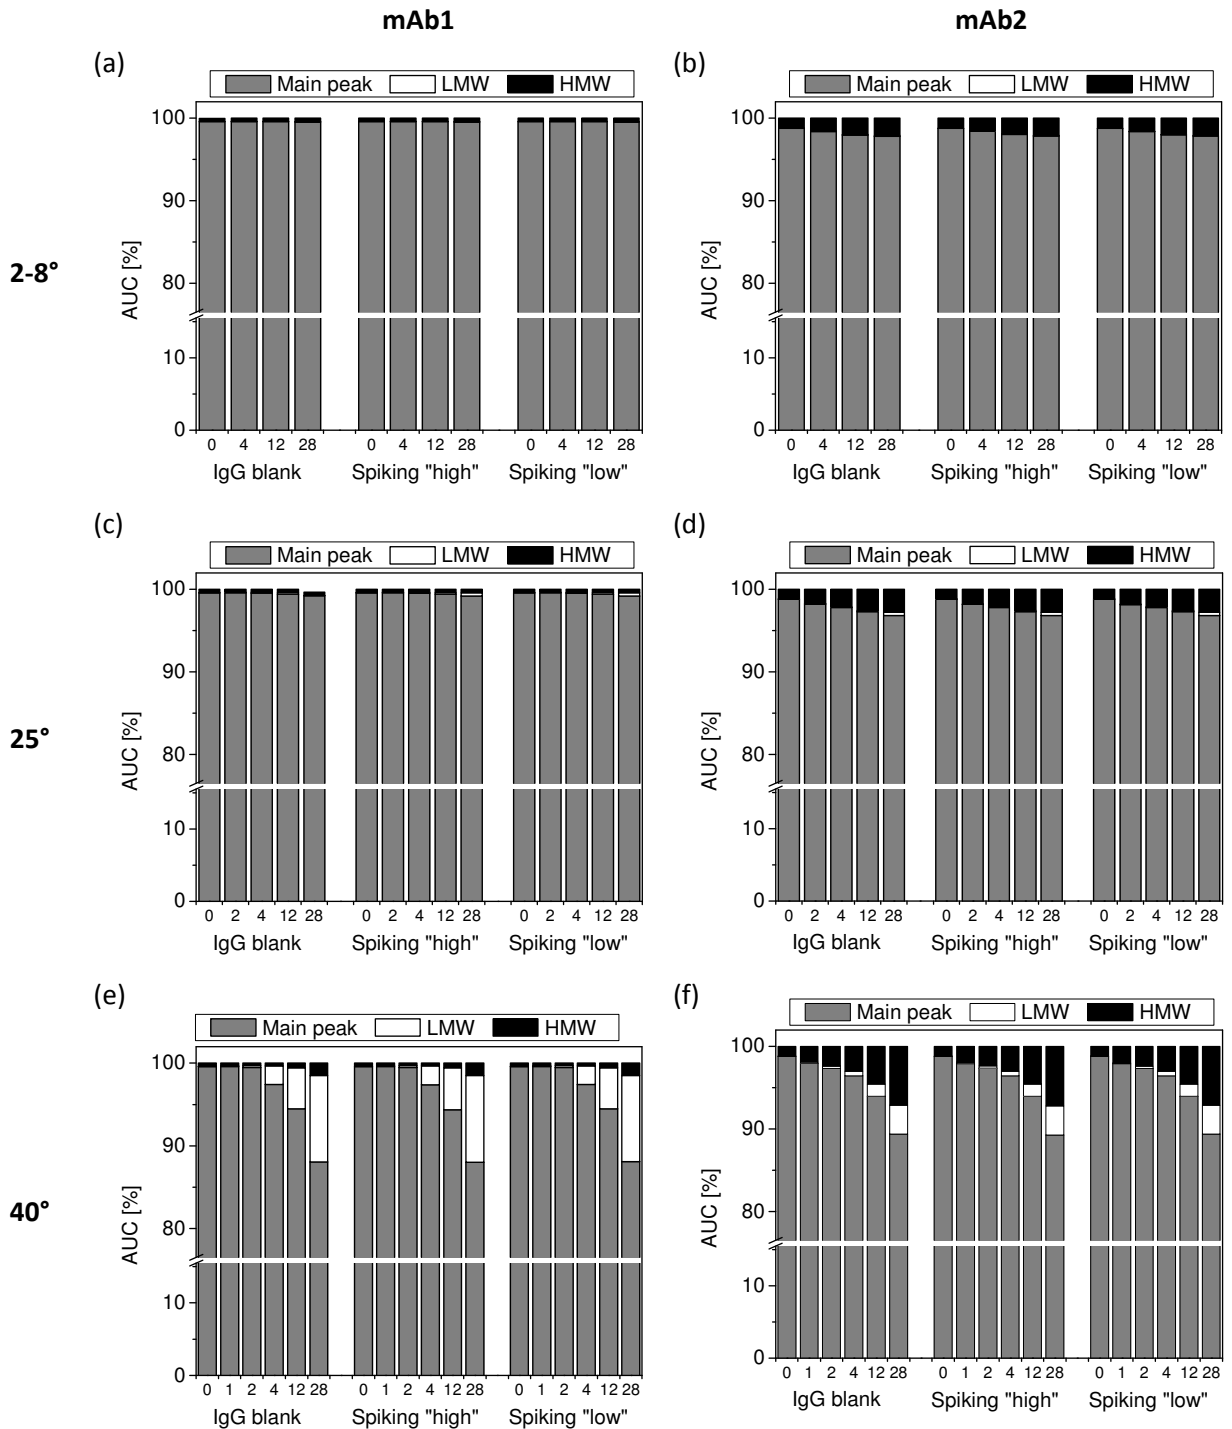 mAb1 mAb2
(a) (b)
Main peak LMW HMW Main peak LMW HMW
2-8°
AUC [%] AUC [%]
100 100
90 90
80 80
10 10
0 0
0 4 12 28 0 4 12 28 0 4 12 28 0 4 12 28 0 4 12 28 0 4 12 28
IgG blank Spiking "high" Spiking "low" IgG blank Spiking "high" Spiking "low"
(c) (d)
Main peak LMW HMW Main peak LMW HMW
25°
AUC [%] AUC [%]
100 100
90 90
80 80
10 10
0 0
0 2 4 12 28 0 2 4 12 28 0 2 4 12 28 0 2 4 12 28 0 2 4 12 28 0 2 4 12 28
IgG blank Spiking "high" Spiking "low" IgG blank Spiking "high" Spiking "low"
(e) (f)
Main peak LMW HMW Main peak LMW HMW
40°
AUC [%] AUC [%]
100 100
90 90
80 80
10 10
0 0
0 1 2 4 12 28 0 1 2 4 12 28 0 1 2 4 12 28 0 1 2 4 12 28 0 1 2 4 12 28 0 1 2 4 12 28
IgG blank Spiking "high" Spiking "low" IgG blank Spiking "high" Spiking "low"